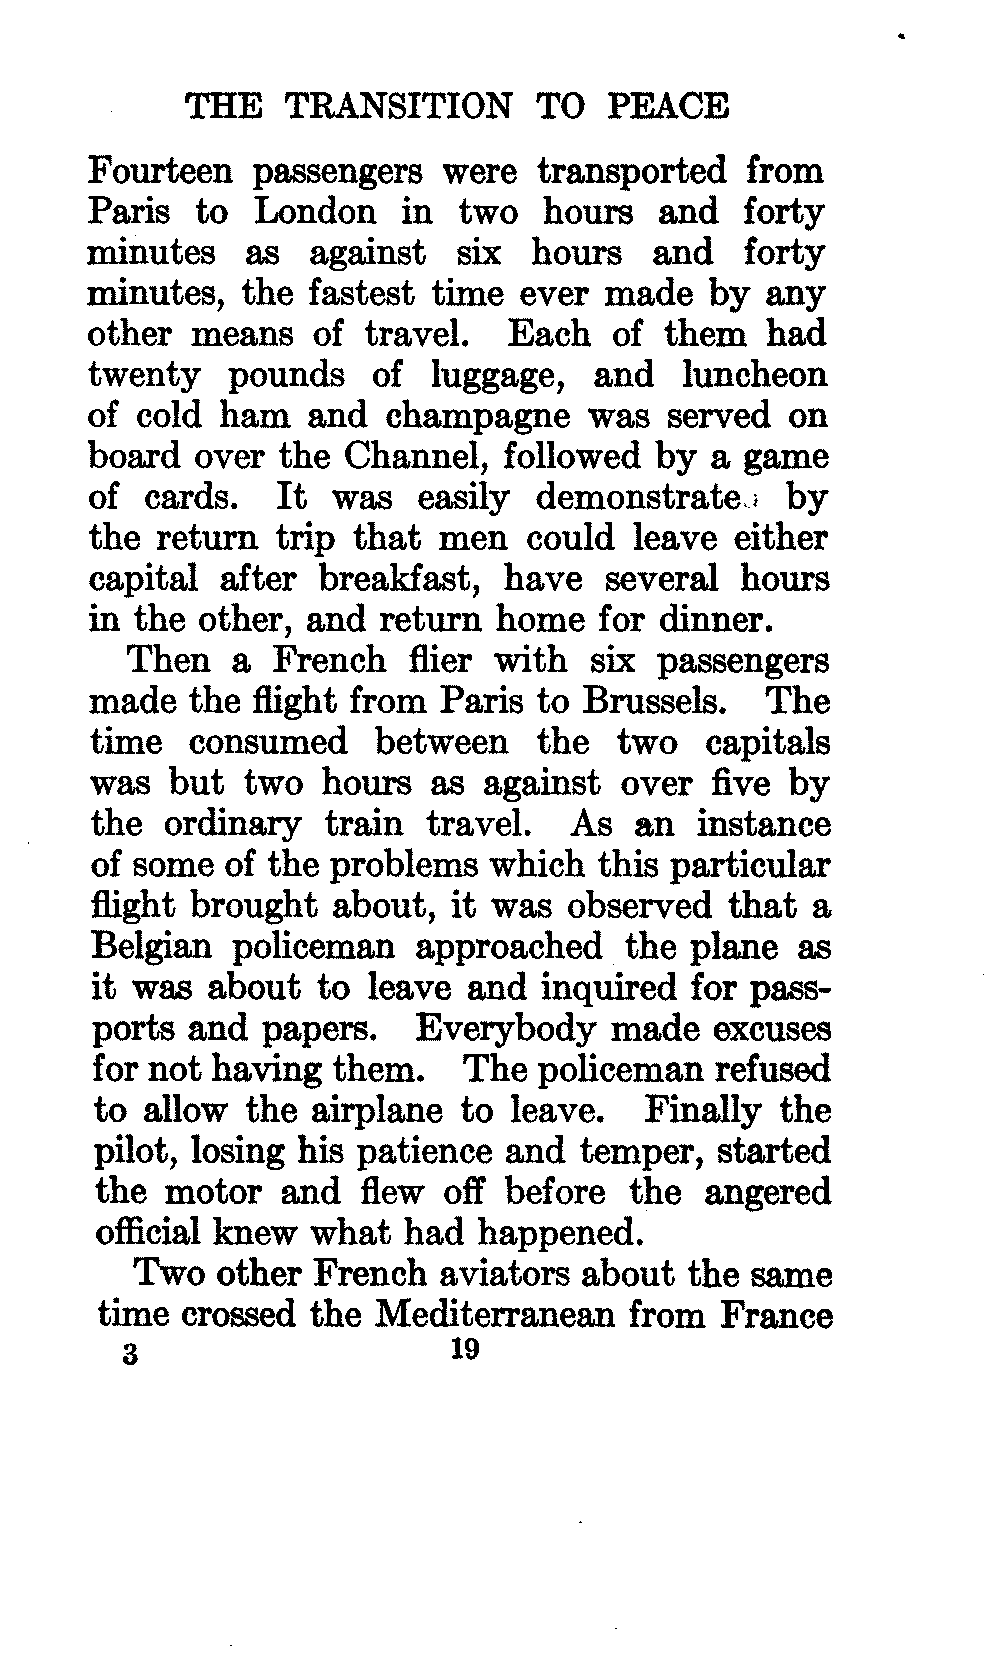 THE TRANSITION TO PEACE
Fourteen passengers were transported from
Paris to London in two hours and forty
minutes as against six hours and forty
minutes, the fastest time ever made by any
other means of travel. Each of them had
twenty pounds of luggage, and luncheon
of cold ham and champagne was served on
board over the Channel, followed by a game
of cards. It was easily demonstrated by
the return trip that men could leave either
capital after breakfast, have several hours
in the other, and return home for dinner.
Then a French flier with six passengers
made the flight from Paris to Brussels. The
time consumed between the two capitals
was but two hours as against over five by
the ordinary train travel. As an instance
of some of the problems which this particular
flight brought about, it was observed that a
Belgian policeman approached the plane as
it was about to leave and inquired for pass-
ports and papers. Everybody made excuses
for not having them. The policeman refused
to allow the airplane to leave. Finally the
pilot, losing his patience and temper, started
the motor and flew off before the angered
official knew what had happened.
Two other French aviators about the same
time crossed the Mediterranean from France
3 19